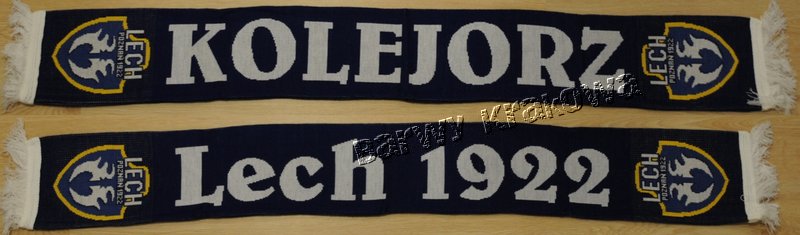 LECH
POZNAŃ 1922
KOLEJORZ
LECH
POZNAŃ 1922
Barwy Krakowa
LECH
POZNAŃ 1922
Lech 1922
LECH
POZNAŃ 1922